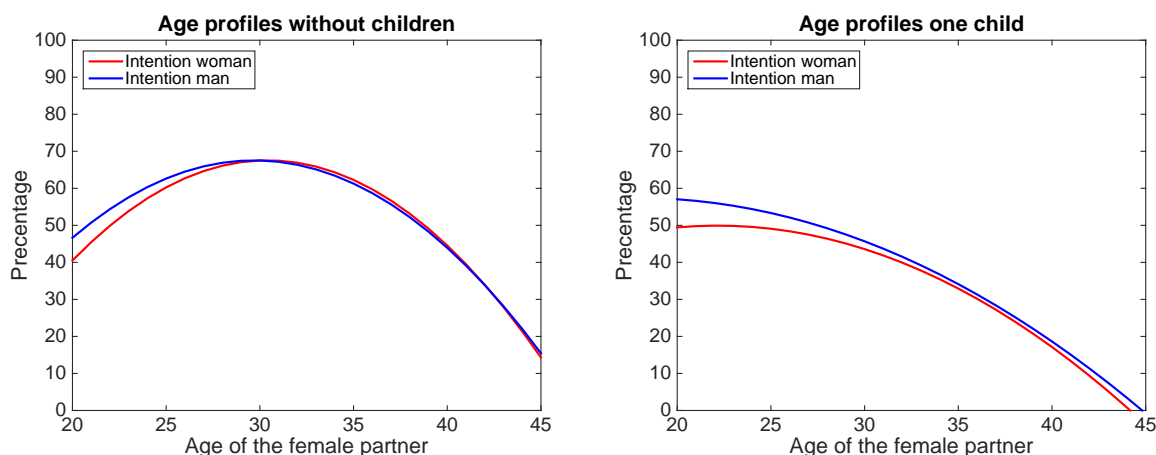 Age profiles without children
100
90
80
70
60
50
40
30
20
10
0
Precentage
Intention woman
Intention man
20 25 30 35 40 45
Age of the female partner
Age profiles one child
100
90
80
70
60
50
40
30
20
10
0
Precentage
Intention woman
Intention man
20 25 30 35 40 45
Age of the female partner